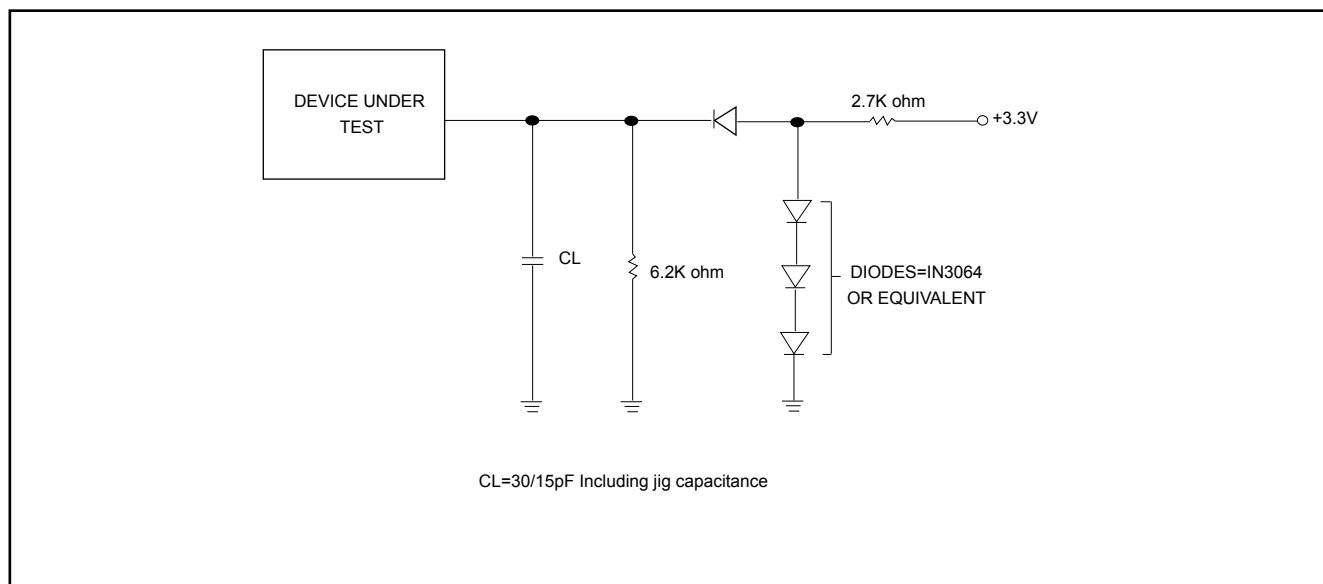 DEVICE UNDER
TEST
2.7K ohm
+3.3V
CL
6.2K ohm
DIODES=IN3064
OR EQUIVALENT
CL=30/15pF Including jig capacitance